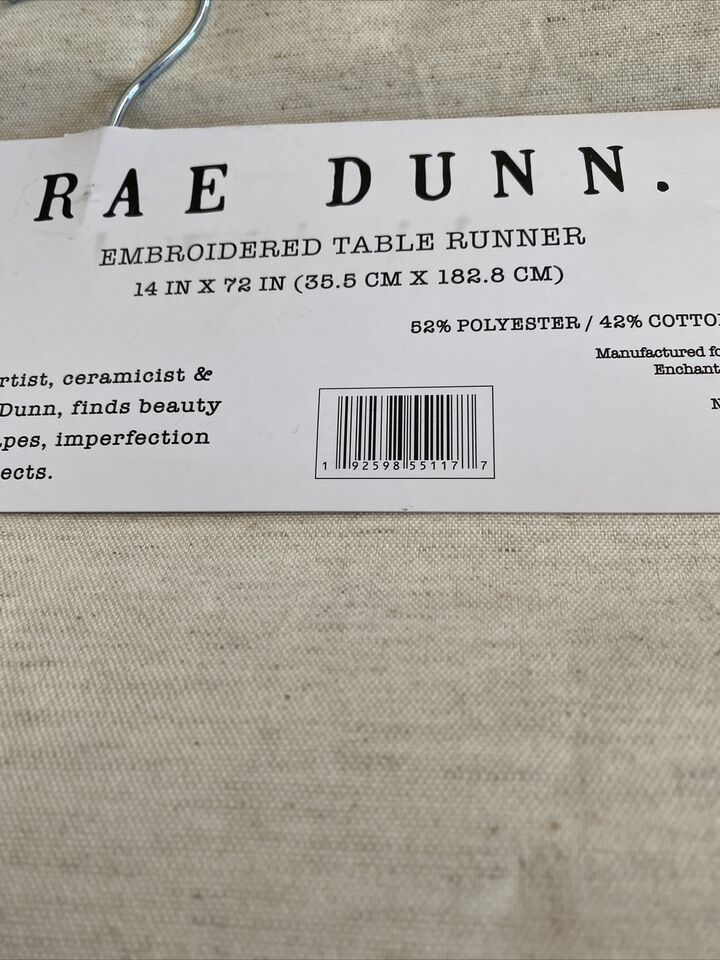 RAE DUNN.
EMBROIDERED TABLE RUNNER
14 IN X 72 IN (35.5 CM X 182.8 CM)
52% POLYESTER / 42% COTTO
Manufactured fo
Enchant
N
rtist, ceramicist &
Dunn, finds beauty
pes, imperfection
ects.
1 92598 55117 7